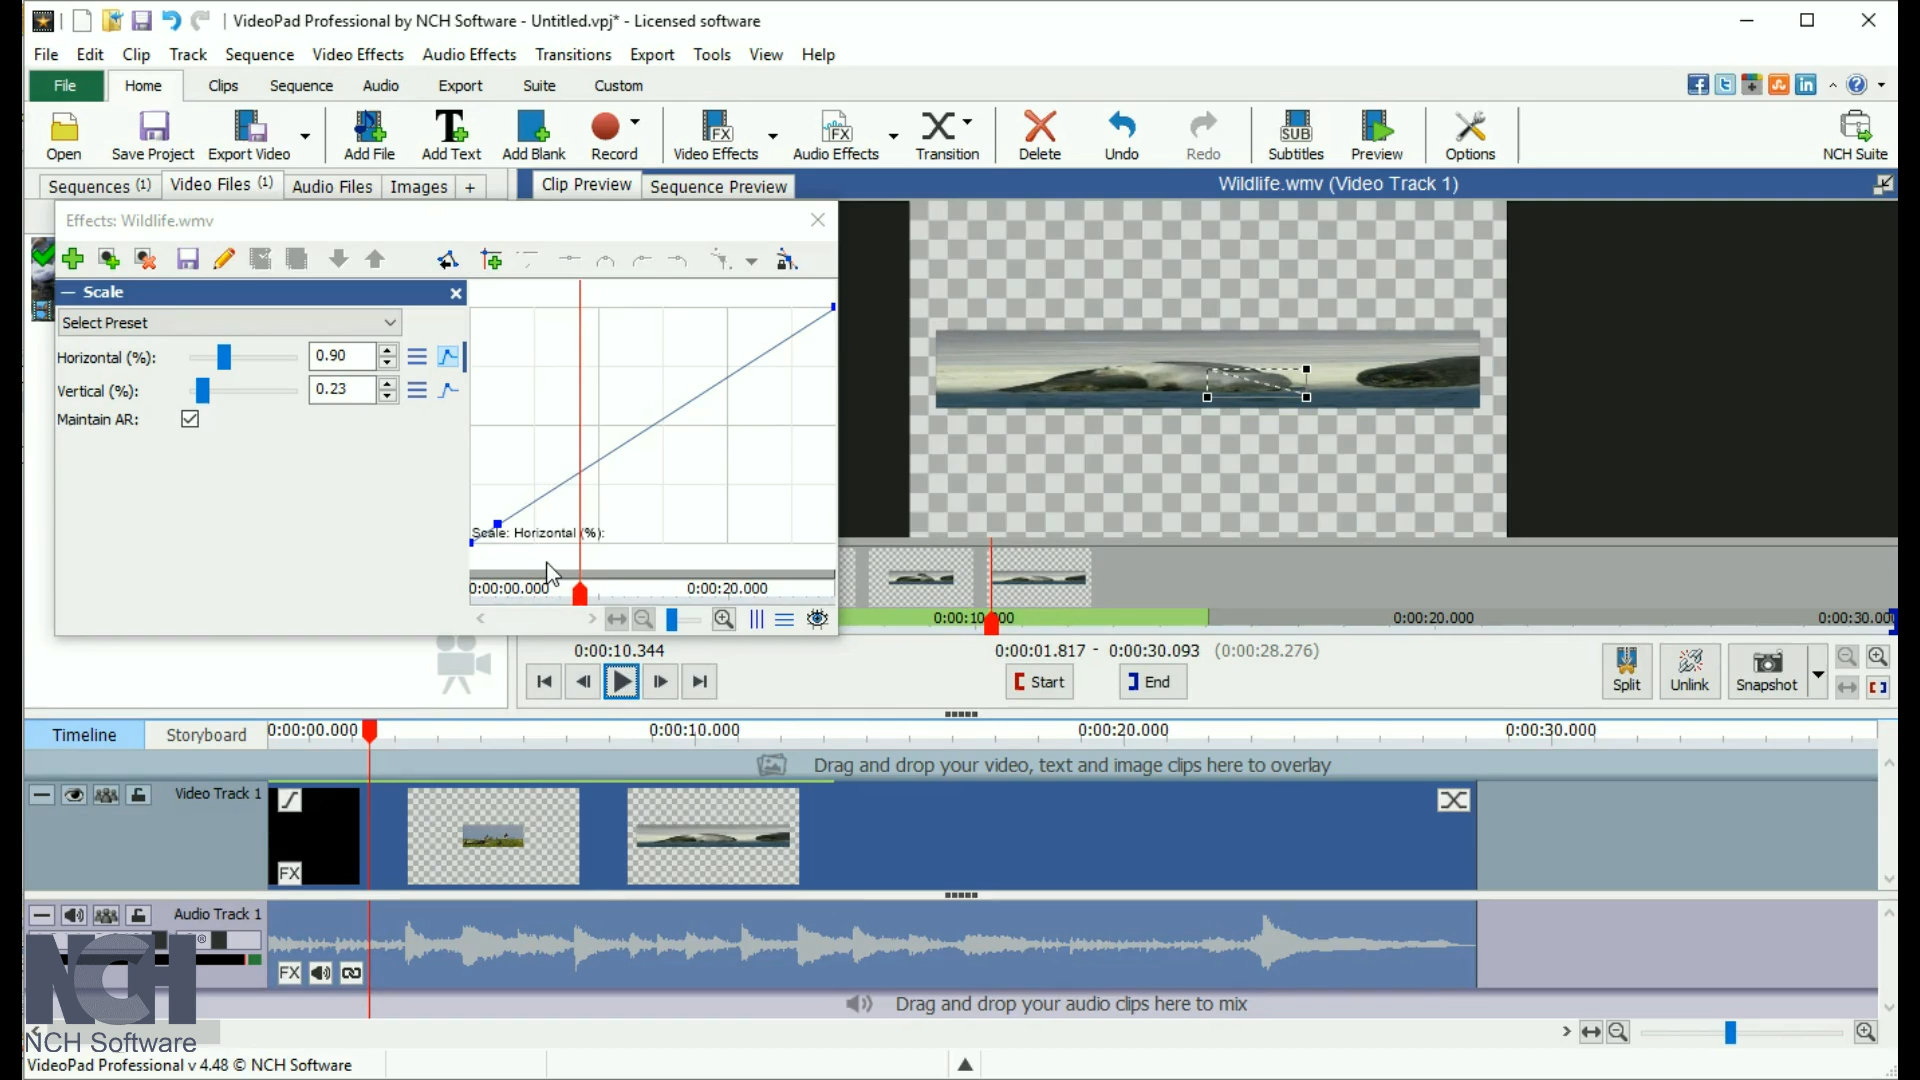 VideoPad Professional by NCH Software - Untitled.vpj* - Licensed software
File Edit Clip Track Sequence Video Effects Audio Effects Transitions Export Tools View Help
File Home Clips Sequence Audio Export Suite Custom
Open Save Project Export Video Add File Add Text Add Blank Record Video Effects Audio Effects Transition Delete Undo Redo Subtitles Preview Options NCH Suite
Sequences (1) Video Files (1) Audio Files Images + Clip Preview Sequence Preview Wildlife.wmv (Video Track 1)
Effects: Wildlife.wmv
Scale
Select Preset
Horizontal (%): 0.90
Vertical (%): 0.23
Maintain AR:
Scale: Horizontal (%):
0:00:00.000 0:00:20.000
0:00:10.000 0:00:20.000 0:00:30.000
0:00:10.344 0:00:01.817 - 0:00:30.093 (0:00:28.276)
Start End Split Unlink Snapshot
Timeline Storyboard 0:00:00.000 0:00:10.000 0:00:20.000 0:00:30.000
Drag and drop your video, text and image clips here to overlay
Video Track 1
FX
Audio Track 1
FX
Drag and drop your audio clips here to mix
NCH
NCH Software
VideoPad Professional v 4.48 © NCH Software